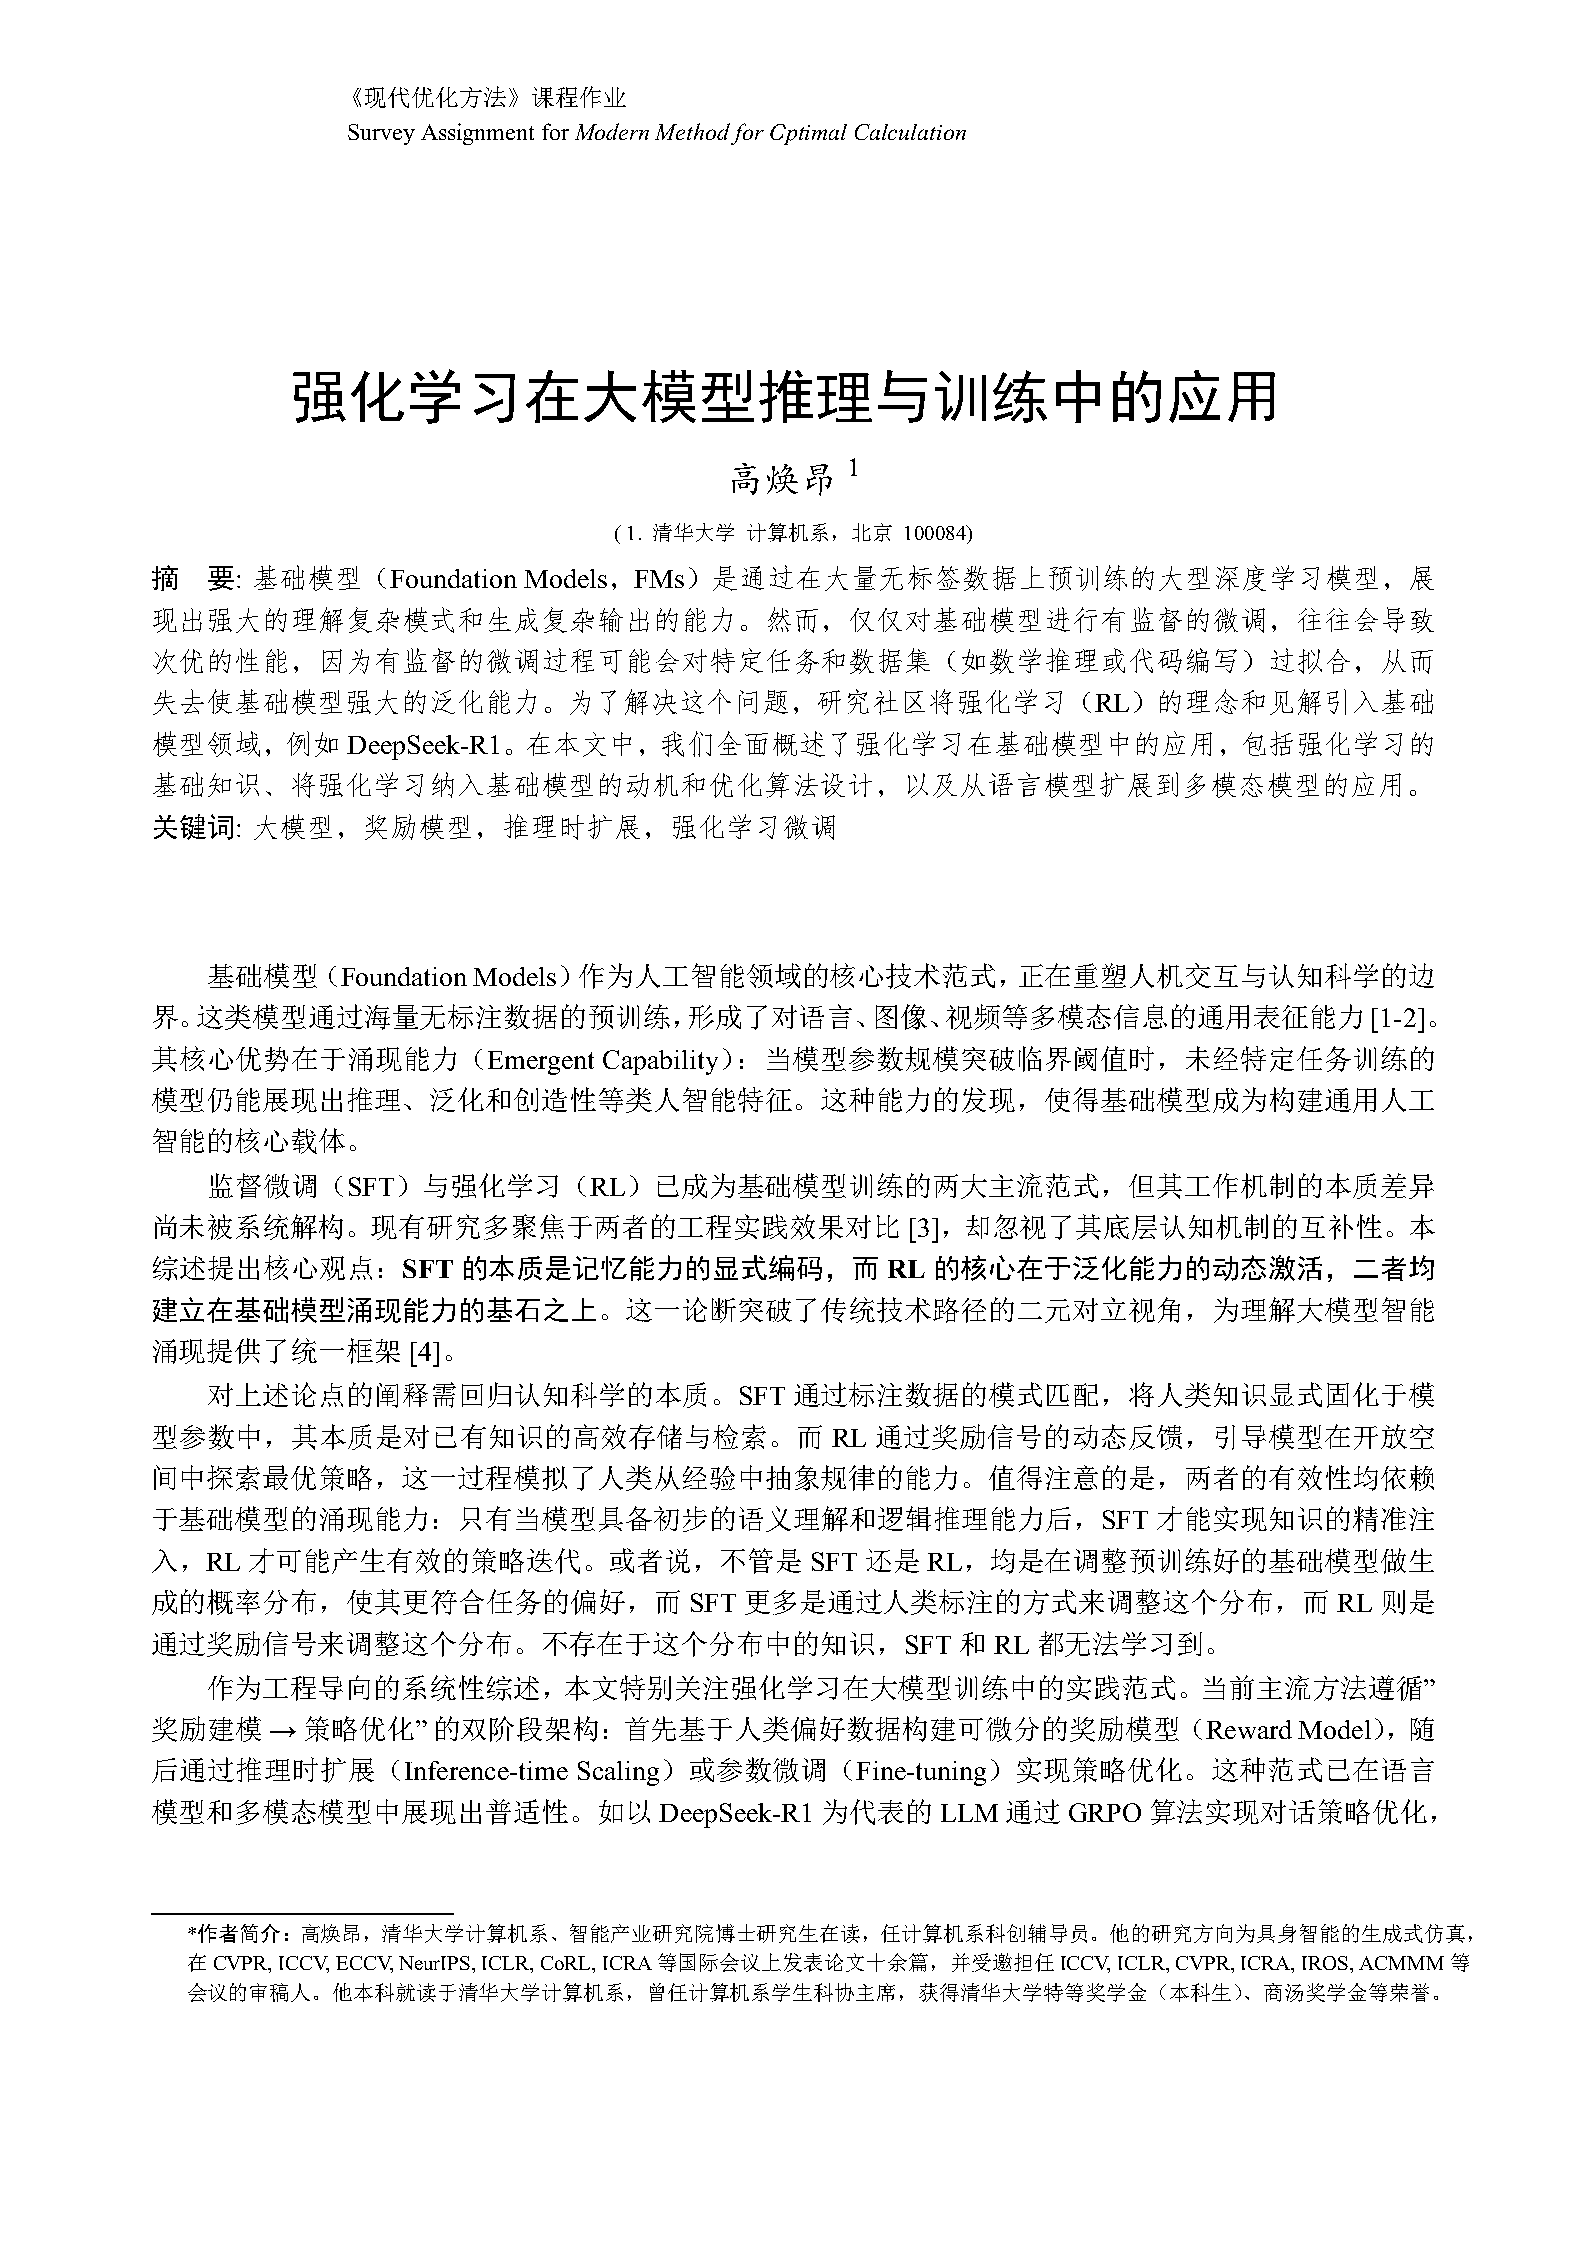 《现代优化方法》课程作业
Survey Assignment for Modern Method for Cptimal Calculation
强化学习在大模型推理与训练中的应用
高焕昂 1
( 1. 清华大学 计算机系，北京 100084)
摘 要: 基础模型（Foundation Models，FMs）是通过在大量无标签数据上预训练的大型深度学习模型，展
现出强大的理解复杂模式和生成复杂输出的能力。然而，仅仅对基础模型进行有监督的微调，往往会导致
次优的性能，因为有监督的微调过程可能会对特定任务和数据集（如数学推理或代码编写）过拟合，从而
失去使基础模型强大的泛化能力。为了解决这个问题，研究社区将强化学习（RL）的理念和见解引入基础
模型领域，例如 DeepSeek-R1。在本文中，我们全面概述了强化学习在基础模型中的应用，包括强化学习的
基础知识、将强化学习纳入基础模型的动机和优化算法设计，以及从语言模型扩展到多模态模型的应用。
关键词: 大模型，奖励模型，推理时扩展，强化学习微调
基础模型（Foundation Models）作为人工智能领域的核心技术范式，正在重塑人机交互与认知科学的边
界。这类模型通过海量无标注数据的预训练，形成了对语言、图像、视频等多模态信息的通用表征能力 [1-2]。
其核心优势在于涌现能力（Emergent Capability）：当模型参数规模突破临界阈值时，未经特定任务训练的
模型仍能展现出推理、泛化和创造性等类人智能特征。这种能力的发现，使得基础模型成为构建通用人工
智能的核心载体。
监督微调（SFT）与强化学习（RL）已成为基础模型训练的两大主流范式，但其工作机制的本质差异
尚未被系统解构。现有研究多聚焦于两者的工程实践效果对比 [3]，却忽视了其底层认知机制的互补性。本
综述提出核心观点：SFT 的本质是记忆能力的显式编码，而 RL 的核心在于泛化能力的动态激活，二者均
建立在基础模型涌现能力的基石之上。这一论断突破了传统技术路径的二元对立视角，为理解大模型智能
涌现提供了统一框架 [4]。
对上述论点的阐释需回归认知科学的本质。SFT 通过标注数据的模式匹配，将人类知识显式固化于模
型参数中，其本质是对已有知识的高效存储与检索。而 RL 通过奖励信号的动态反馈，引导模型在开放空
间中探索最优策略，这一过程模拟了人类从经验中抽象规律的能力。值得注意的是，两者的有效性均依赖
于基础模型的涌现能力：只有当模型具备初步的语义理解和逻辑推理能力后，SFT 才能实现知识的精准注
入，RL 才可能产生有效的策略迭代。或者说，不管是 SFT 还是 RL，均是在调整预训练好的基础模型做生
成的概率分布，使其更符合任务的偏好，而 SFT 更多是通过人类标注的方式来调整这个分布，而 RL 则是
通过奖励信号来调整这个分布。不存在于这个分布中的知识，SFT 和 RL 都无法学习到。
作为工程导向的系统性综述，本文特别关注强化学习在大模型训练中的实践范式。当前主流方法遵循”
奖励建模 → 策略优化” 的双阶段架构：首先基于人类偏好数据构建可微分的奖励模型（Reward Model），随
后通过推理时扩展（Inference-time Scaling）或参数微调（Fine-tuning）实现策略优化。这种范式已在语言
模型和多模态模型中展现出普适性。如以 DeepSeek-R1 为代表的 LLM 通过 GRPO 算法实现对话策略优化，
*作者简介：高焕昂，清华大学计算机系、智能产业研究院博士研究生在读，任计算机系科创辅导员。他的研究方向为具身智能的生成式仿真，
在 CVPR, ICCV, ECCV, NeurIPS, ICLR, CoRL, ICRA 等国际会议上发表论文十余篇，并受邀担任 ICCV, ICLR, CVPR, ICRA, IROS, ACMMM 等
会议的审稿人。他本科就读于清华大学计算机系，曾任计算机系学生科协主席，获得清华大学特等奖学金（本科生）、商汤奖学金等荣誉。